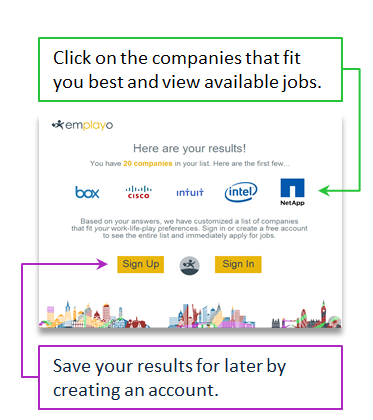 Click on the companies that fit
you best and view available jobs.
emplayo
Here are your results!
You have 20 companies in your list. Here are the first few...
box
CISCO
intuit
intel
NetApp
Based on your answers, we have customized a list of companies
that fit your work-life-play preferences. Sign in or create a free account
to see the entire list and immediately apply for jobs.
Sign Up
Sign In
Save your results for later by
creating an account.